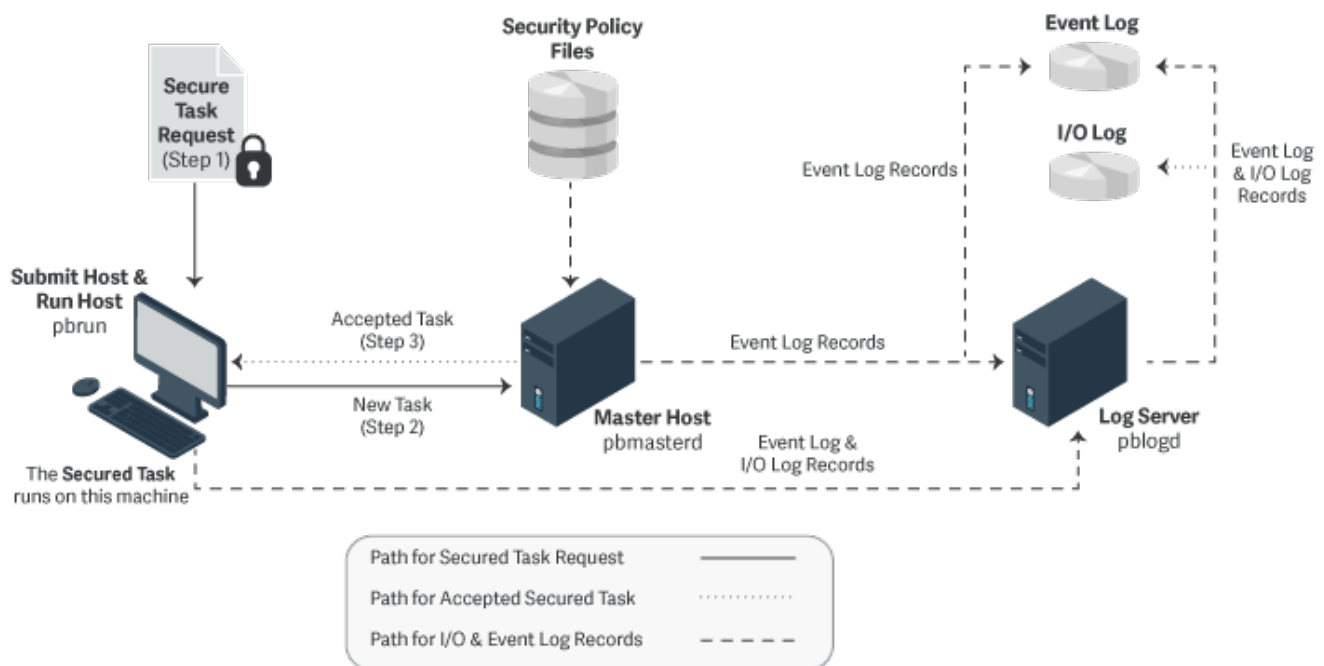 Secure
Task
Request
(Step 1)
Security Policy
Files
Event Log
I/O Log
Event Log Records
Event Log
& I/O Log
Records
Submit Host &
Run Host
pbrun
Accepted Task
(Step 3)
New Task
(Step 2)
Event Log Records
Master Host
pbmasterd
Log Server
pblogd
Event Log &
I/O Log Records
The Secured Task
runs on this machine
Path for Secured Task Request
Path for Accepted Secured Task
Path for I/O & Event Log Records